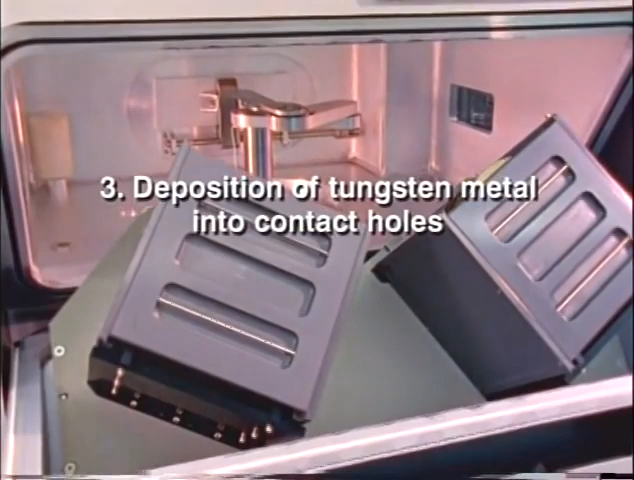 3. Deposition of tungsten metal
into contact holes